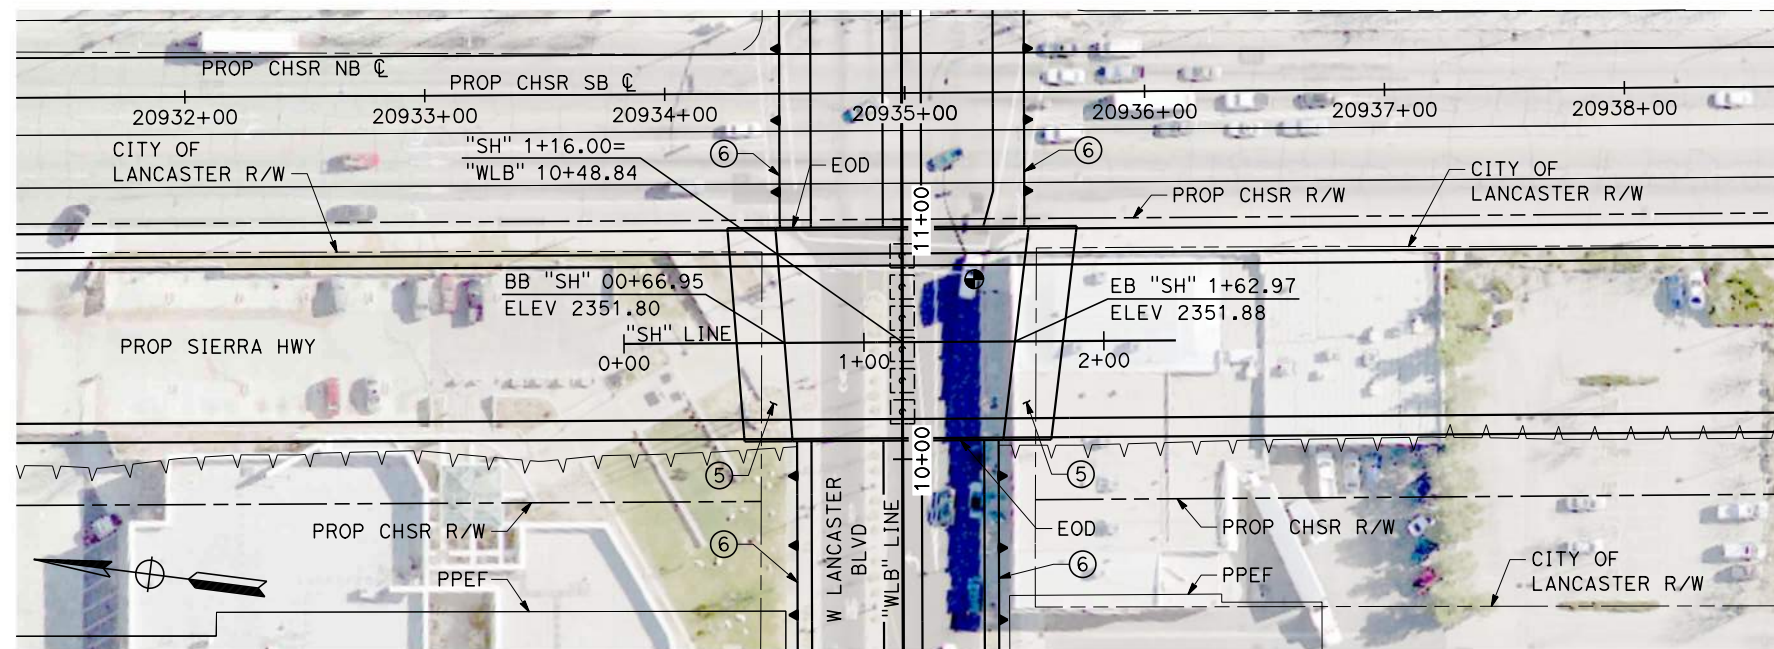 PROP CHSR NB ℄
PROP CHSR SB ℄
20932+00
20933+00
20934+00
20935+00
20936+00
20937+00
20938+00
"SH" 1+16.00=
"WLB" 10+48.84
CITY OF
LANCASTER R/W
6
EOD
6
CITY OF
LANCASTER R/W
PROP CHSR R/W
11+00
BB "SH" 00+66.95
ELEV 2351.80
EB "SH" 1+62.97
ELEV 2351.88
"SH" LINE
PROP SIERRA HWY
0+00
1+00
2+00
5
10+00
5
PROP CHSR R/W
W LANCASTER
BLVD
"WLB" LINE
EOD
PROP CHSR R/W
6
6
PPEF
PPEF
CITY OF
LANCASTER R/W